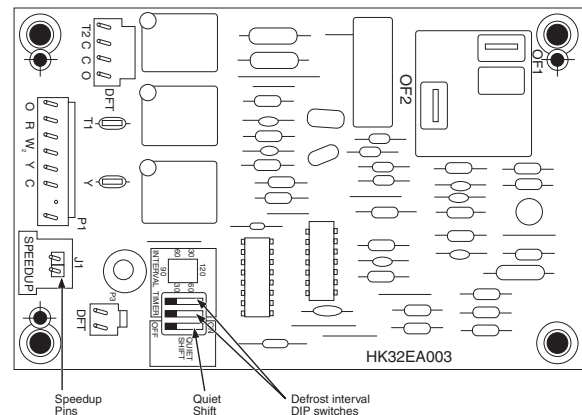 T2 C C O
DFT
T1
Y
O R W2 Y C
P1
OF2
OF1
SPEEDUP
J1
P3
DFT
INTERVAL TIMER
60
30
90
120
30
60
OFF
QUIET SHIFT
HK32EA003
Speedup Pins
Quiet Shift
Defrost interval DIP switches